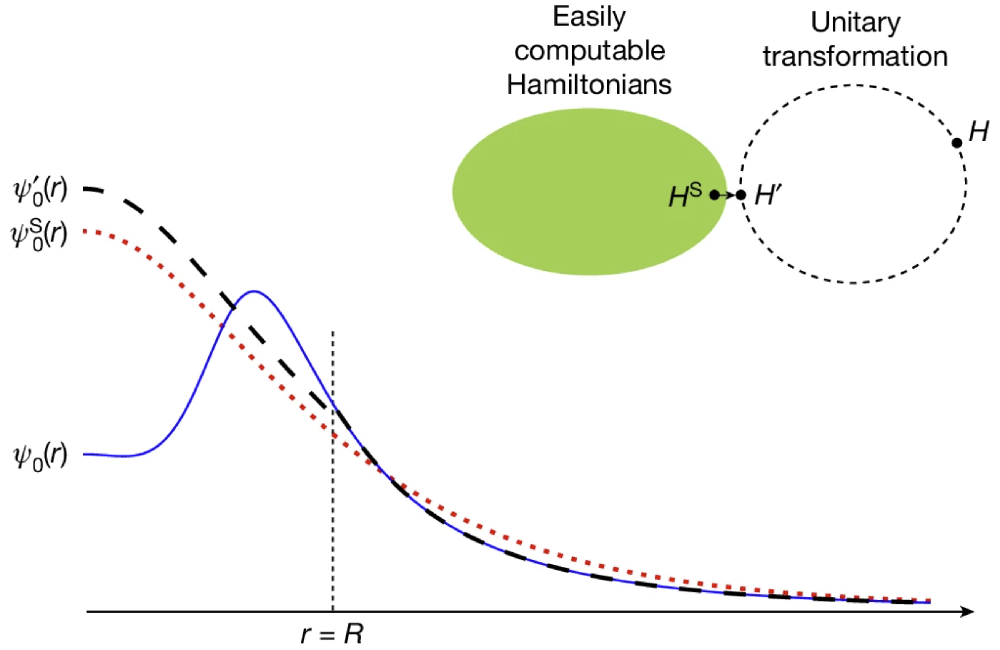 Easily
computable
Hamiltonians
Unitary
transformation
H
Hˢ
H′
ψ′₀(r)
ψˢ₀(r)
ψ₀(r)
r = R